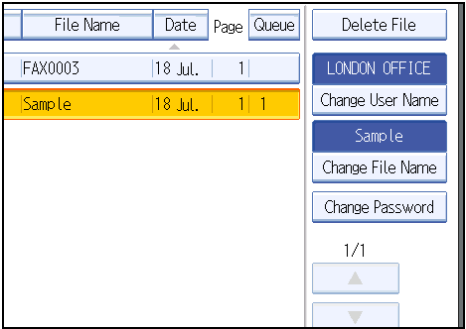 File Name Date Page Queue Delete File
FAX0003 18 Jul. 1 LONDON OFFICE
Sample 18 Jul. 1 1 Change User Name
Sample
Change File Name
Change Password
1/1